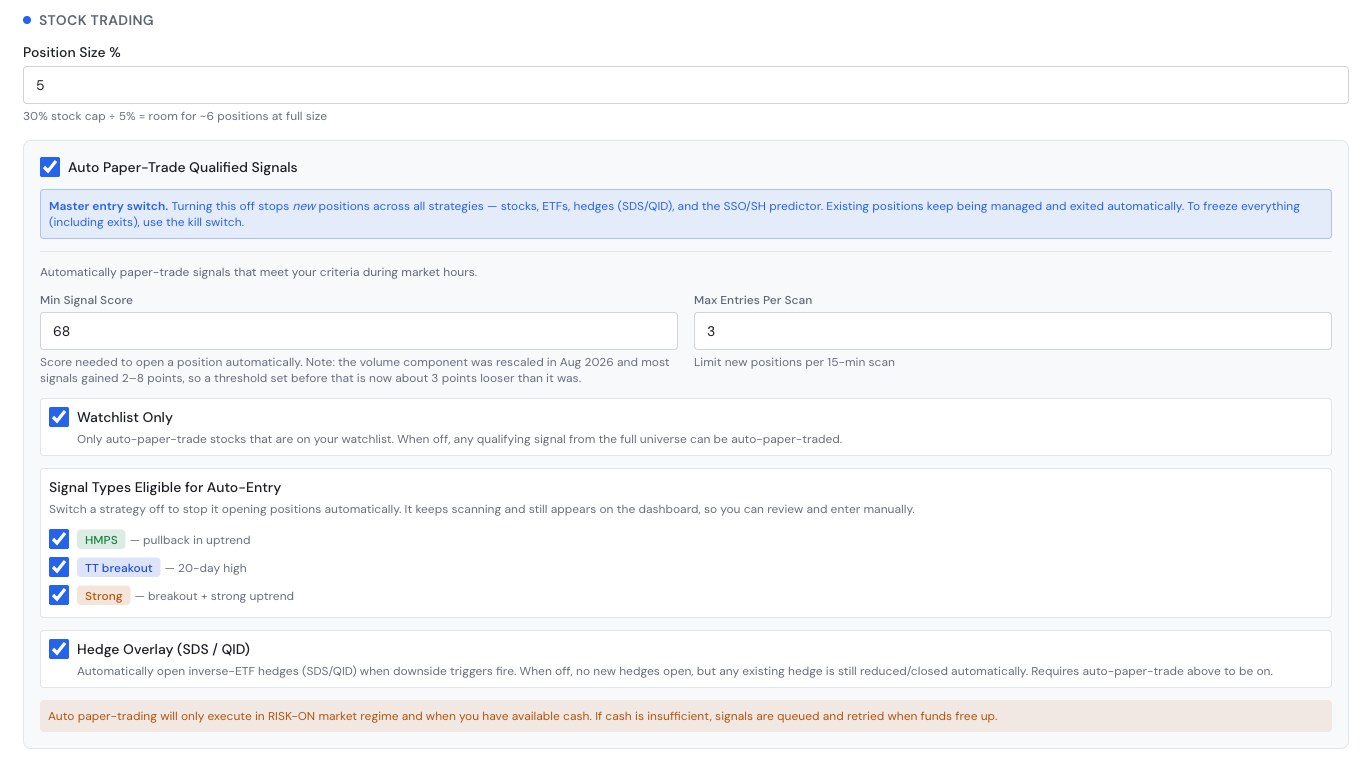 STOCK TRADING
Position Size %
5
30% stock cap ÷ 5% = room for ~6 positions at full size
Auto Paper-Trade Qualified Signals
Master entry switch. Turning this off stops new positions across all strategies — stocks, ETFs, hedges (SDS/QID), and the SSO/SH predictor. Existing positions keep being managed and exited automatically. To freeze everything
(including exits), use the kill switch.
Automatically paper-trade signals that meet your criteria during market hours.
Min Signal Score
68
Score needed to open a position automatically. Note: the volume component was rescaled in Aug 2026 and most
signals gained 2–8 points, so a threshold set before that is now about 3 points looser than it was.
Max Entries Per Scan
3
Limit new positions per 15-min scan
Watchlist Only
Only auto-paper-trade stocks that are on your watchlist. When off, any qualifying signal from the full universe can be auto-paper-traded.
Signal Types Eligible for Auto-Entry
Switch a strategy off to stop it opening positions automatically. It keeps scanning and still appears on the dashboard, so you can review and enter manually.
HMPS — pullback in uptrend
TT breakout — 20-day high
Strong — breakout + strong uptrend
Hedge Overlay (SDS / QID)
Automatically open inverse-ETF hedges (SDS/QID) when downside triggers fire. When off, no new hedges open, but any existing hedge is still reduced/closed automatically. Requires auto-paper-trade above to be on.
Auto paper-trading will only execute in RISK-ON market regime and when you have available cash. If cash is insufficient, signals are queued and retried when funds free up.